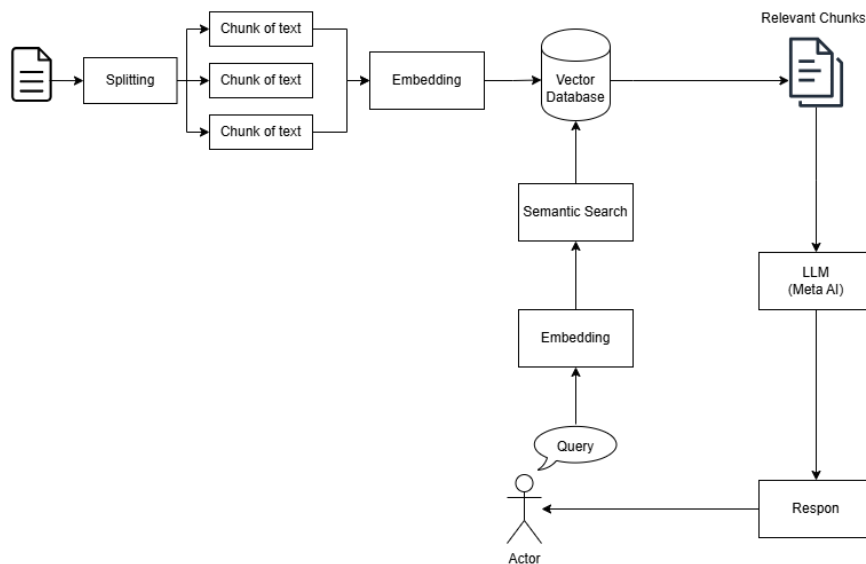 Relevant Chunks
Chunk of text
Splitting
Chunk of text
Embedding
Vector
Database
Chunk of text
Semantic Search
LLM
(Meta AI)
Embedding
Query
Respon
Actor